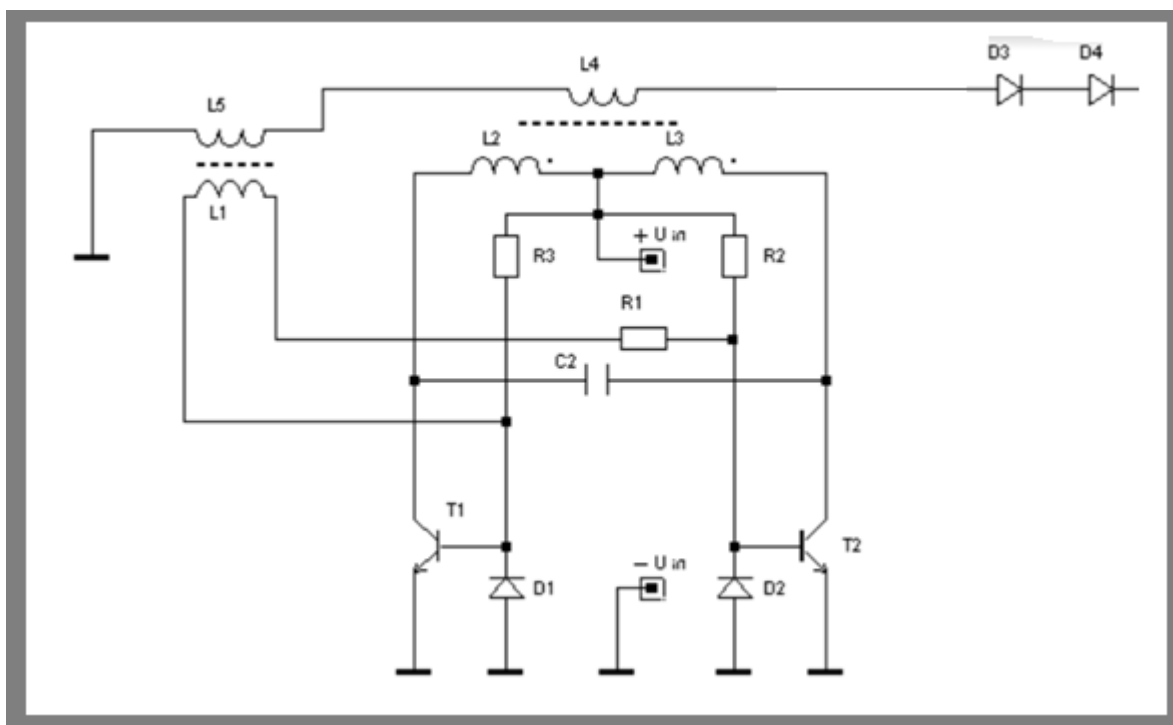 D3
D4
L4
L5
L2
L3
L1
+ U in
R3
R2
R1
C2
T1
T2
− U in
D1
D2